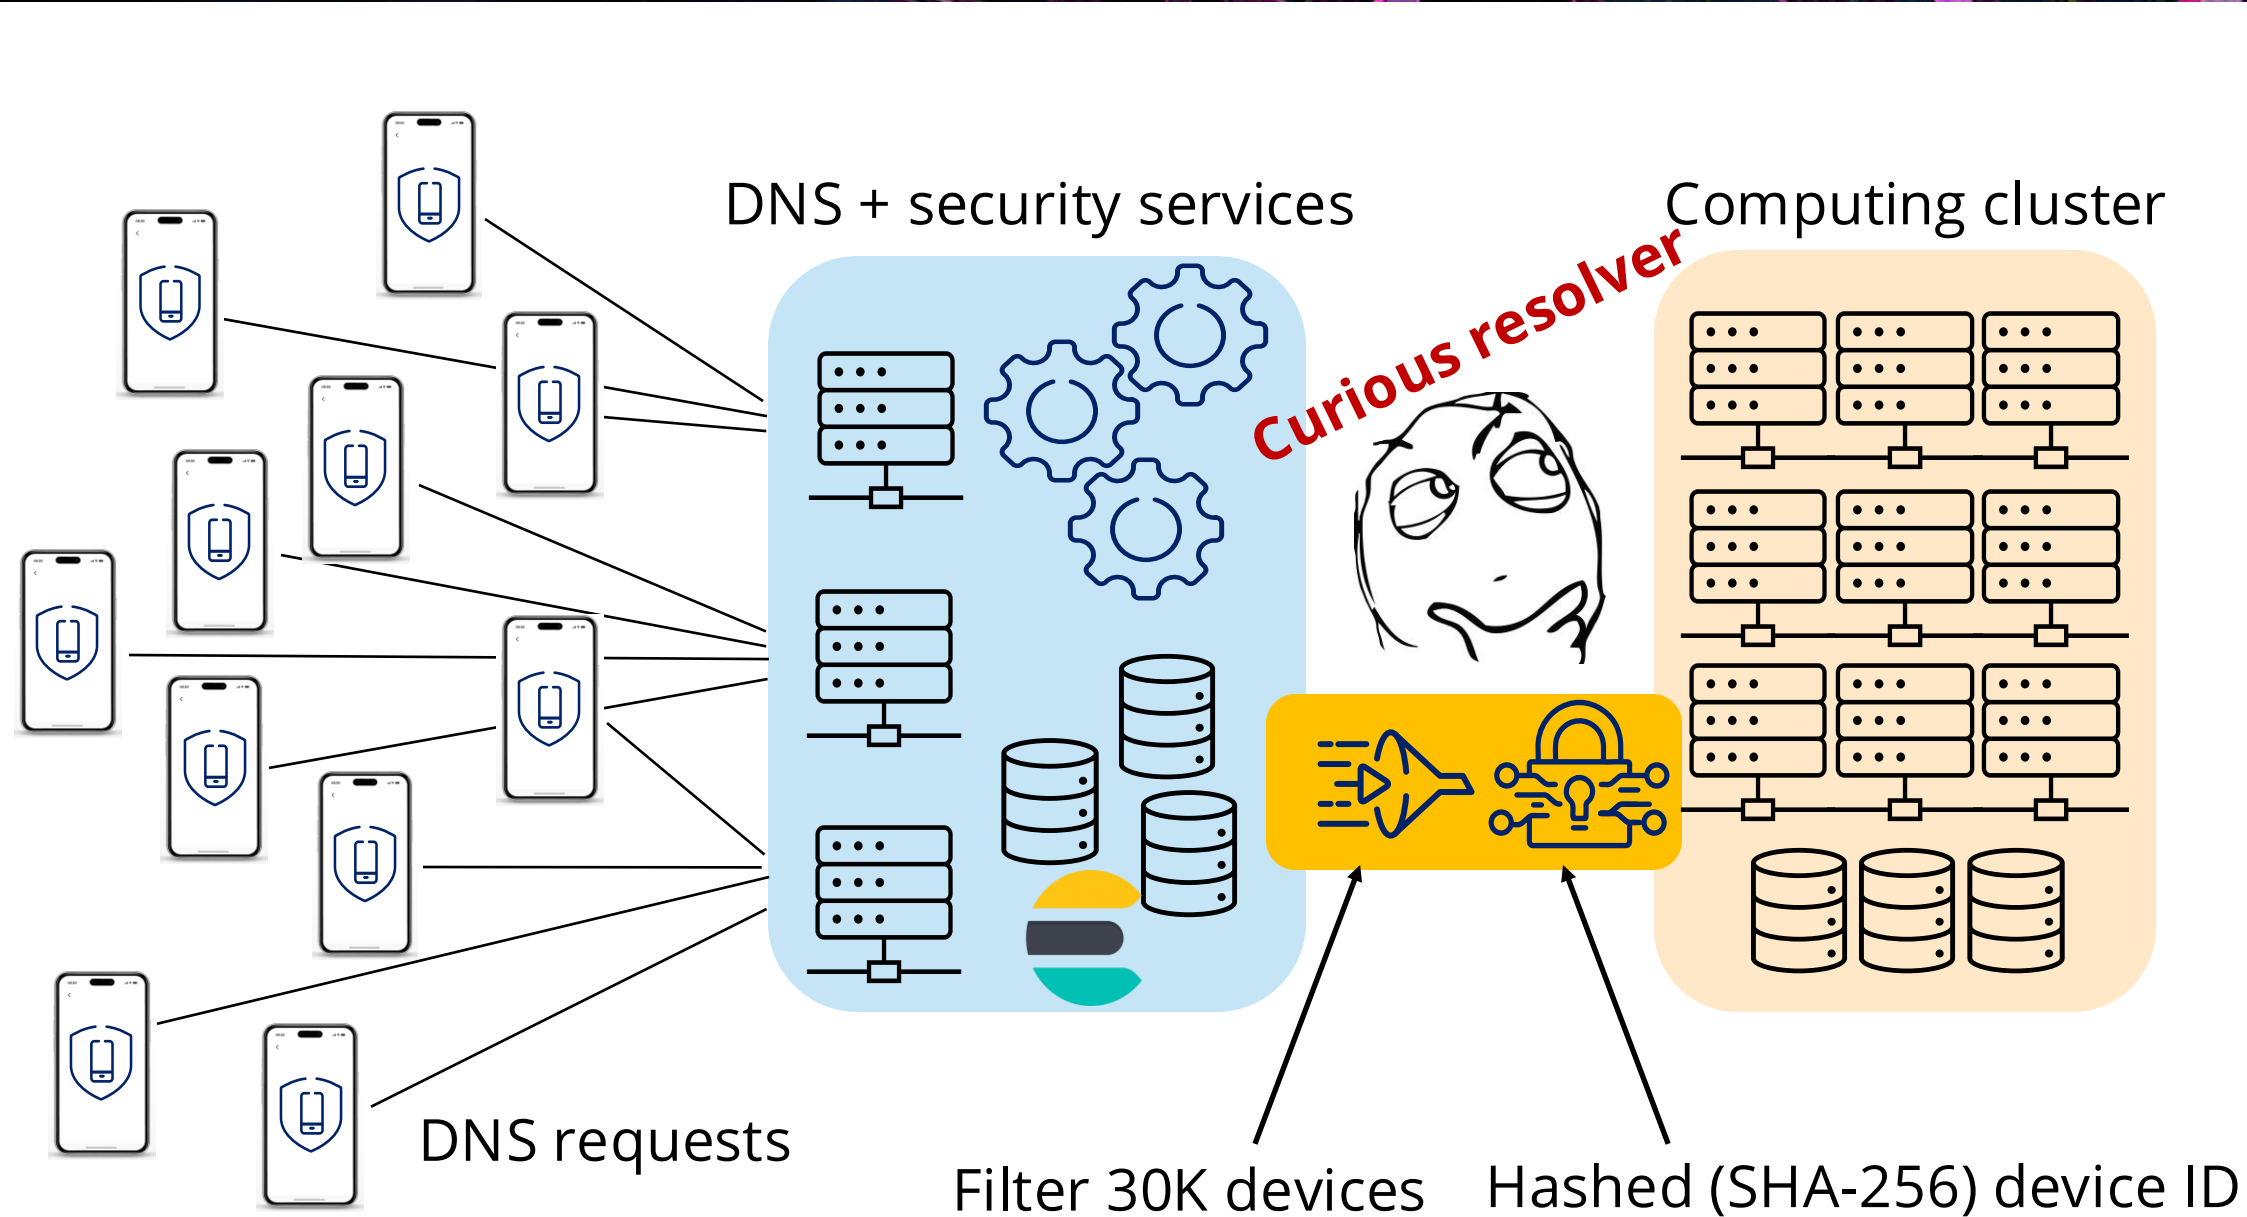 DNS + security services
Computing cluster
Curious resolver
DNS requests
Filter 30K devices
Hashed (SHA-256) device ID